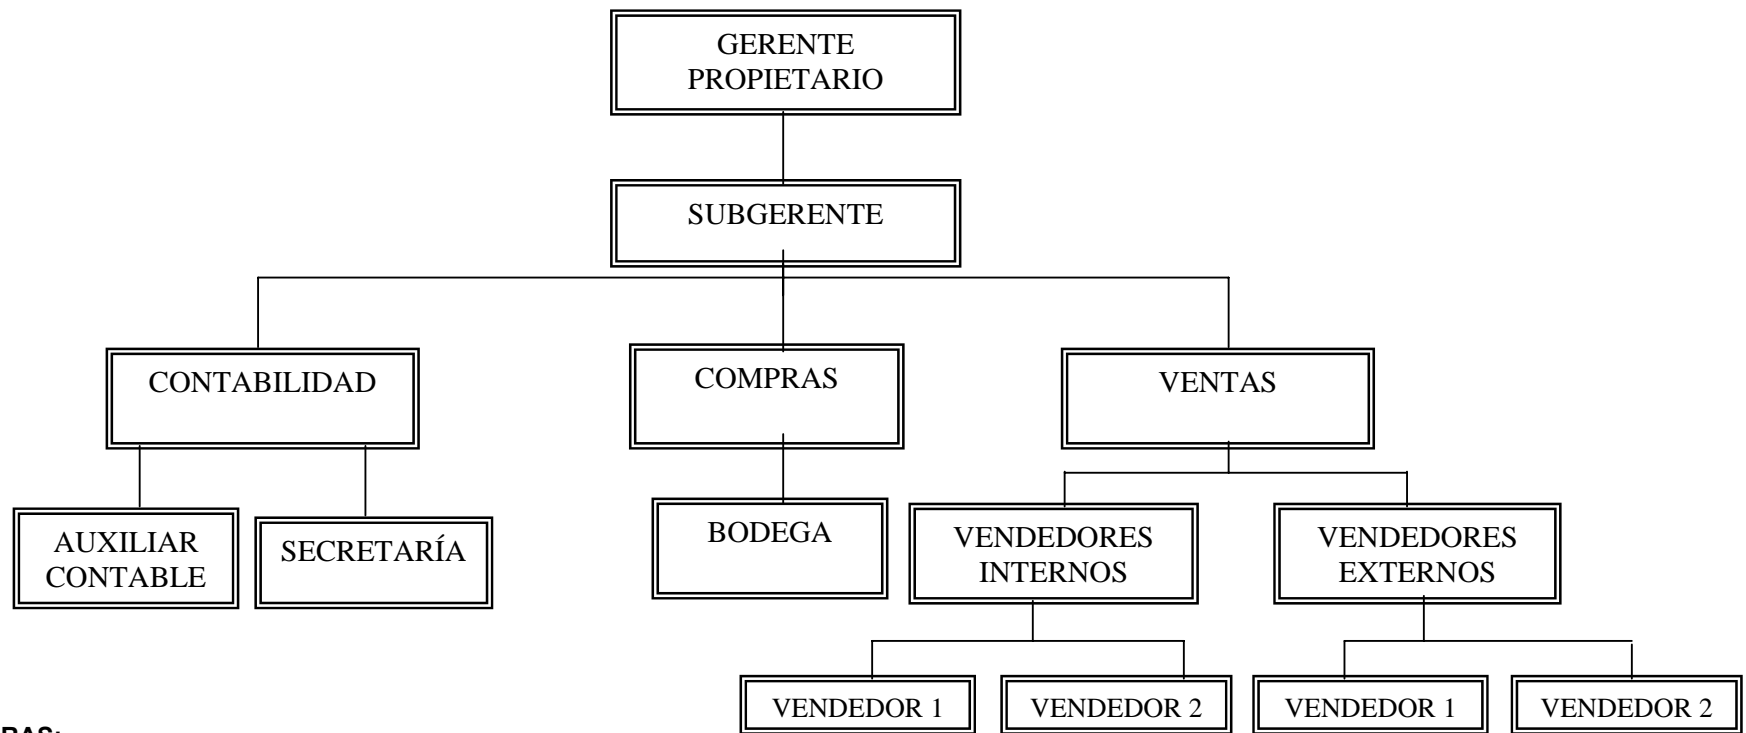 GERENTE
PROPIETARIO
SUBGERENTE
CONTABILIDAD
COMPRAS
VENTAS
AUXILIAR
CONTABLE
SECRETARÍA
BODEGA
VENDEDORES
INTERNOS
VENDEDORES
EXTERNOS
VENDEDOR 1
VENDEDOR 2
VENDEDOR 1
VENDEDOR 2